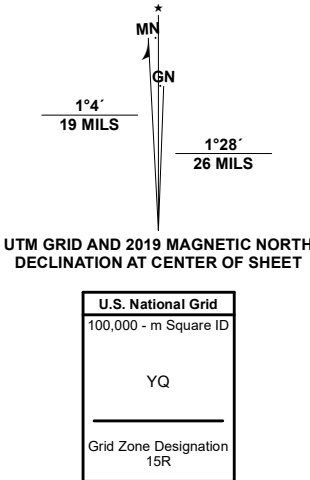 MN
GN
1°4´
19 MILS
1°28´
26 MILS
UTM GRID AND 2019 MAGNETIC NORTH
DECLINATION AT CENTER OF SHEET
U.S. National Grid
100,000 - m Square ID
YQ
Grid Zone Designation
15R